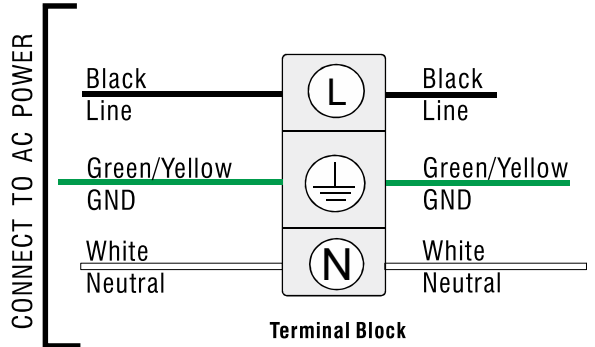 CONNECT TO AC POWER
Black
Line
L
Black
Line
Green/Yellow
GND
Green/Yellow
GND
White
Neutral
N
White
Neutral
Terminal Block